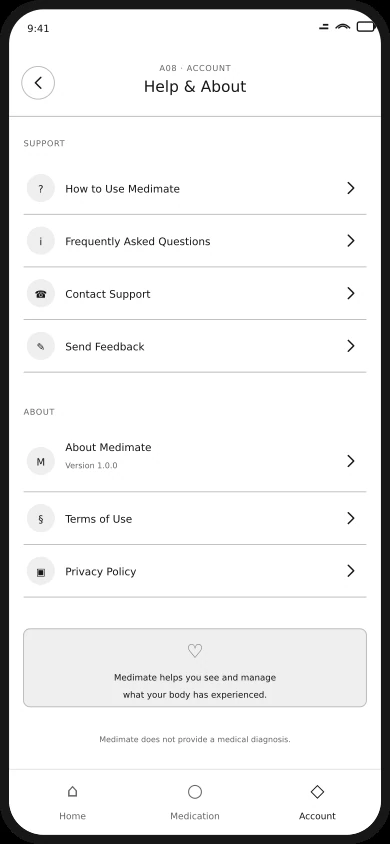 9:41
A08 · ACCOUNT
Help & About
SUPPORT
? How to Use Medimate
i Frequently Asked Questions
☎ Contact Support
✎ Send Feedback
ABOUT
M About Medimate
Version 1.0.0
§ Terms of Use
▣ Privacy Policy
♡
Medimate helps you see and manage
what your body has experienced.
Medimate does not provide a medical diagnosis.
Home Medication Account